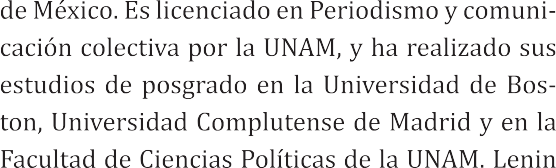 de México. Es licenciado en Periodismo y comuni-
cación colectiva por la UNAM, y ha realizado sus
estudios de posgrado en la Universidad de Bos-
ton, Universidad Complutense de Madrid y en la
Facultad de Ciencias Políticas de la UNAM. Lenin